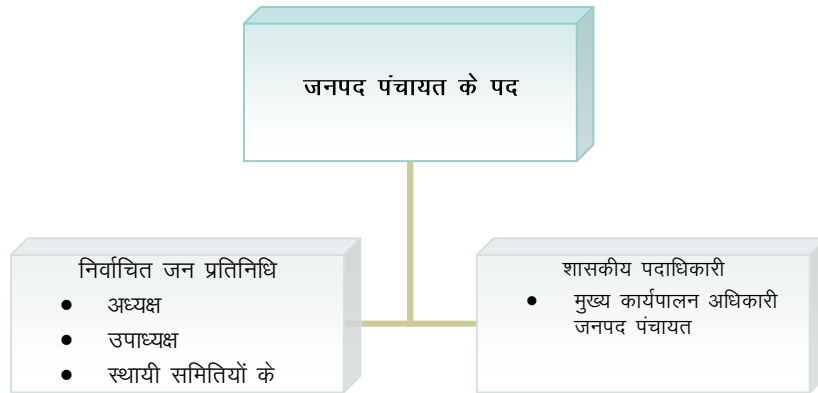 जनपद पंचायत के पद
निर्वाचित जन प्रतिनिधि
• अध्यक्ष
• उपाध्यक्ष
• स्थायी समितियों के
शासकीय पदाधिकारी
• मुख्य कार्यपालन अधिकारी
जनपद पंचायत